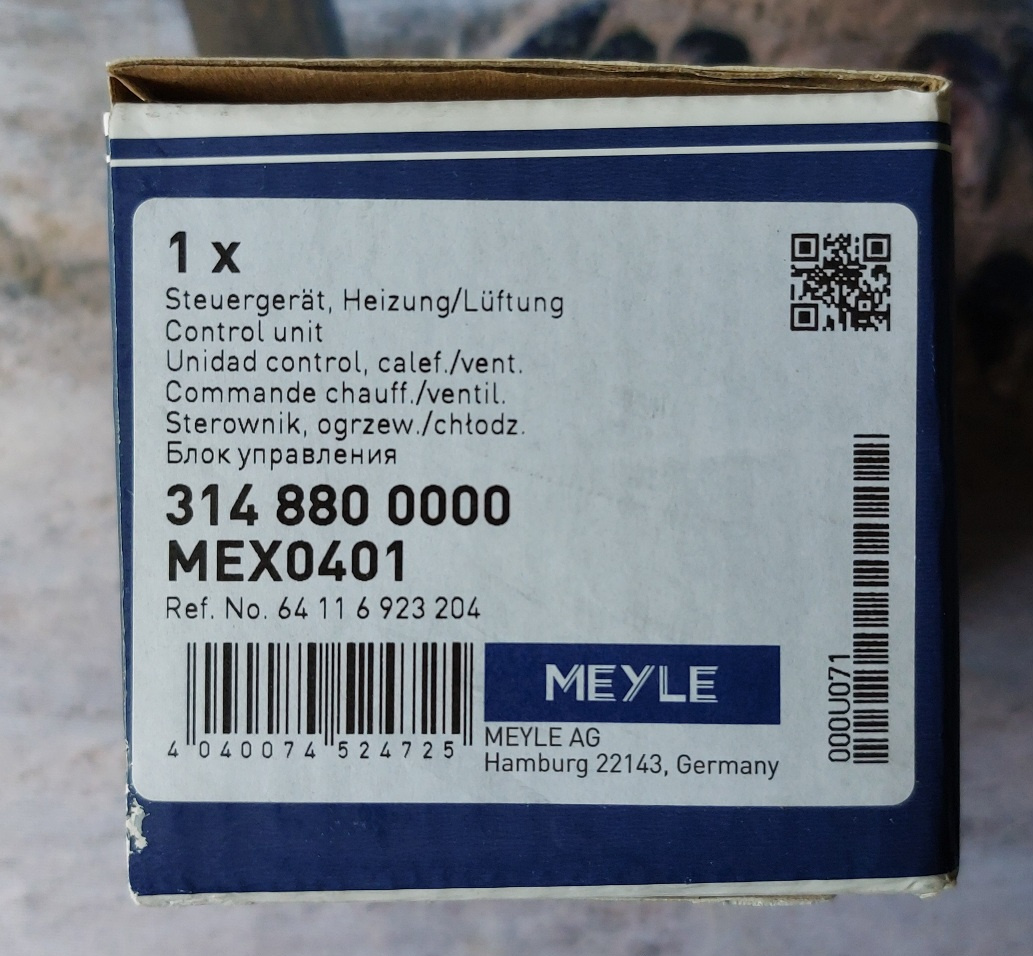 1 x
Steuergerät, Heizung/Lüftung
Control unit
Unidad control, calef./vent.
Commande chauff./ventil.
Sterownik, ogrzew./chłodz.
Блок управления
314 880 0000
MEX0401
Ref. No. 64 11 6 923 204
4 040074 524725
MEYLE
MEYLE AG
Hamburg 22143, Germany
000U071